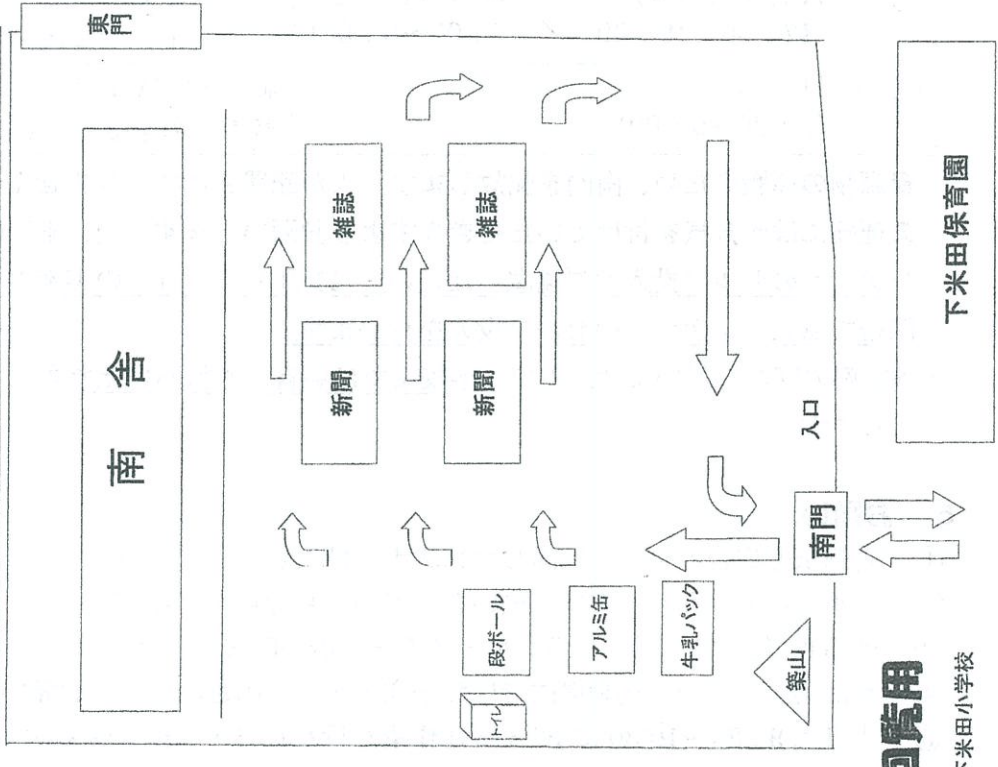 東門
南 舎
雑誌
雑誌
新聞
新聞
段ボール
アルミ缶
牛乳パック
トイレ
築山
入口
南門
下米田保育園
回覧用
下米田小学校